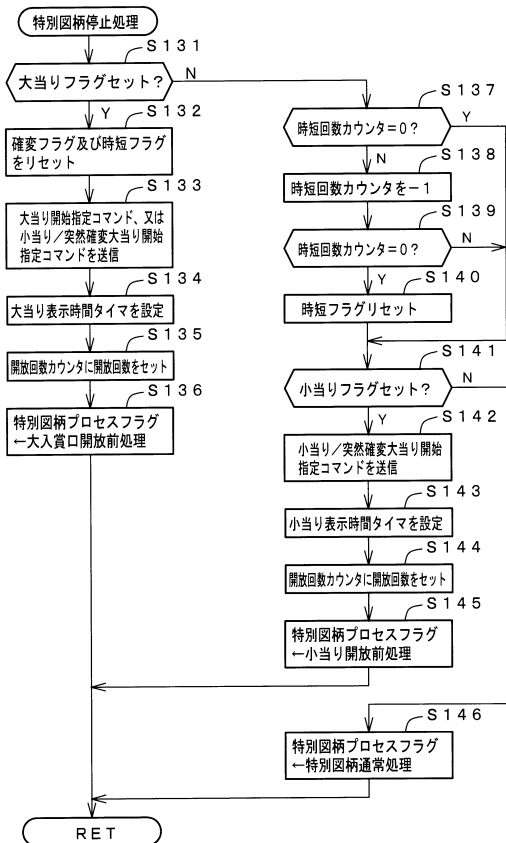 特別図柄停止処理
S131
大当りフラグセット？
N
Y
S132
確変フラグ及び時短フラグ
をリセット
S133
大当り開始指定コマンド、又は
小当り／突然確変大当り開始
指定コマンドを送信
S134
大当り表示時間タイマを設定
S135
開放回数カウンタに開放回数をセット
S136
特別図柄プロセスフラグ
←大入賞口開放前処理
S137
時短回数カウンタ＝0？
Y
N
S138
時短回数カウンタを－1
S139
時短回数カウンタ＝0？
N
Y
S140
時短フラグリセット
S141
小当りフラグセット？
N
Y
S142
小当り／突然確変大当り開始
指定コマンドを送信
S143
小当り表示時間タイマを設定
S144
開放回数カウンタに開放回数をセット
S145
特別図柄プロセスフラグ
←小当り開放前処理
S146
特別図柄プロセスフラグ
←特別図柄通常処理
RET